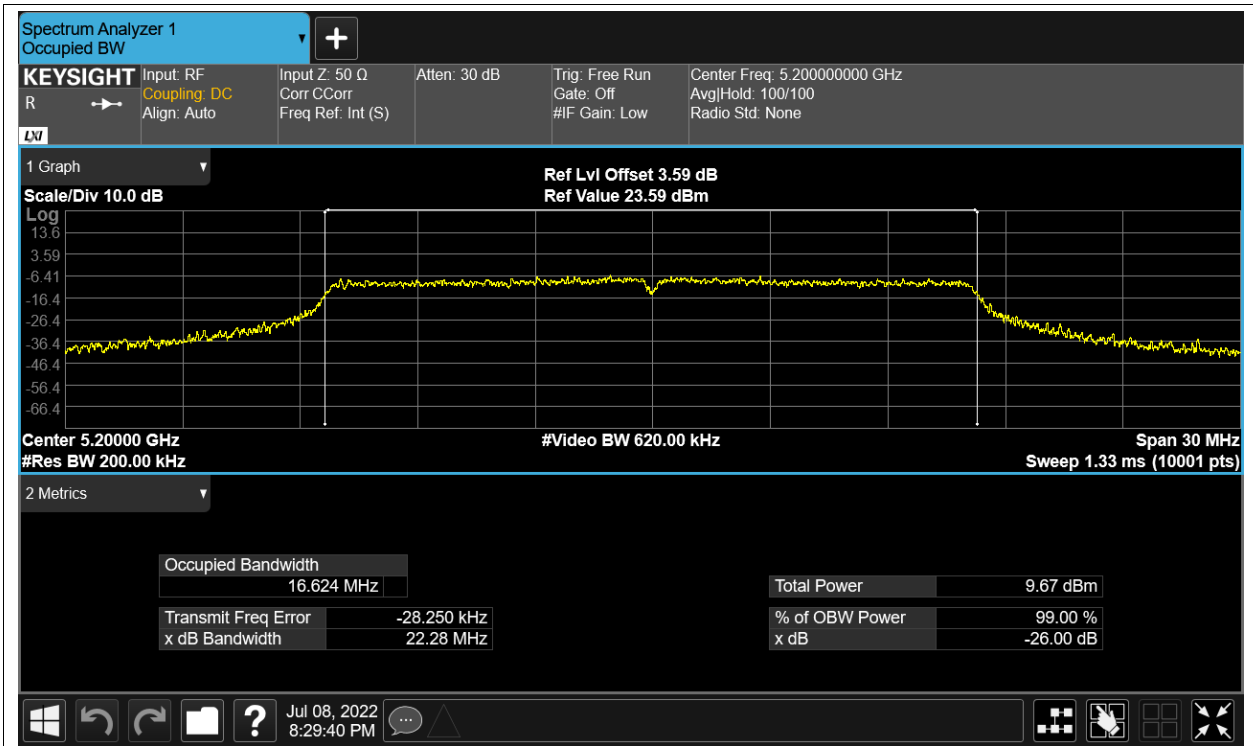 Spectrum Analyzer 1
Occupied BW
KEYSIGHT
R
LXI
Input: RF
Coupling: DC
Align: Auto
Input Z: 50 Ω
Corr CCorr
Freq Ref: Int (S)
Atten: 30 dB
Trig: Free Run
Gate: Off
#IF Gain: Low
Center Freq: 5.200000000 GHz
Avg|Hold: 100/100
Radio Std: None
1 Graph
Scale/Div 10.0 dB
Ref Lvl Offset 3.59 dB
Ref Value 23.59 dBm
Log
13.6
3.59
-6.41
-16.4
-26.4
-36.4
-46.4
-56.4
-66.4
Center 5.20000 GHz
#Res BW 200.00 kHz
#Video BW 620.00 kHz
Span 30 MHz
Sweep 1.33 ms (10001 pts)
2 Metrics
Occupied Bandwidth
16.624 MHz
Transmit Freq Error -28.250 kHz
x dB Bandwidth 22.28 MHz
Total Power 9.67 dBm
% of OBW Power 99.00 %
x dB -26.00 dB
?
Jul 08, 2022
8:29:40 PM